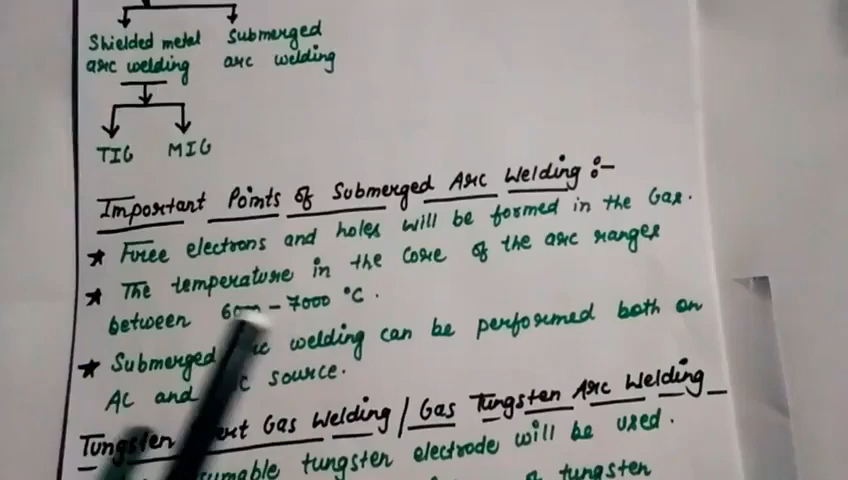 Shielded metal Submerged
arc welding arc welding
TIG MIG
Important Points of Submerged Arc Welding :-
* Free electrons and holes will be formed in the Gas.
* The temperature in the core of the arc ranges
between - 7000 °C.
* Submerged welding can be performed both on
AC and source.
Tungsten Gas Welding / Gas Tungsten Arc Welding
tungsten electrode will be used.
tungsten